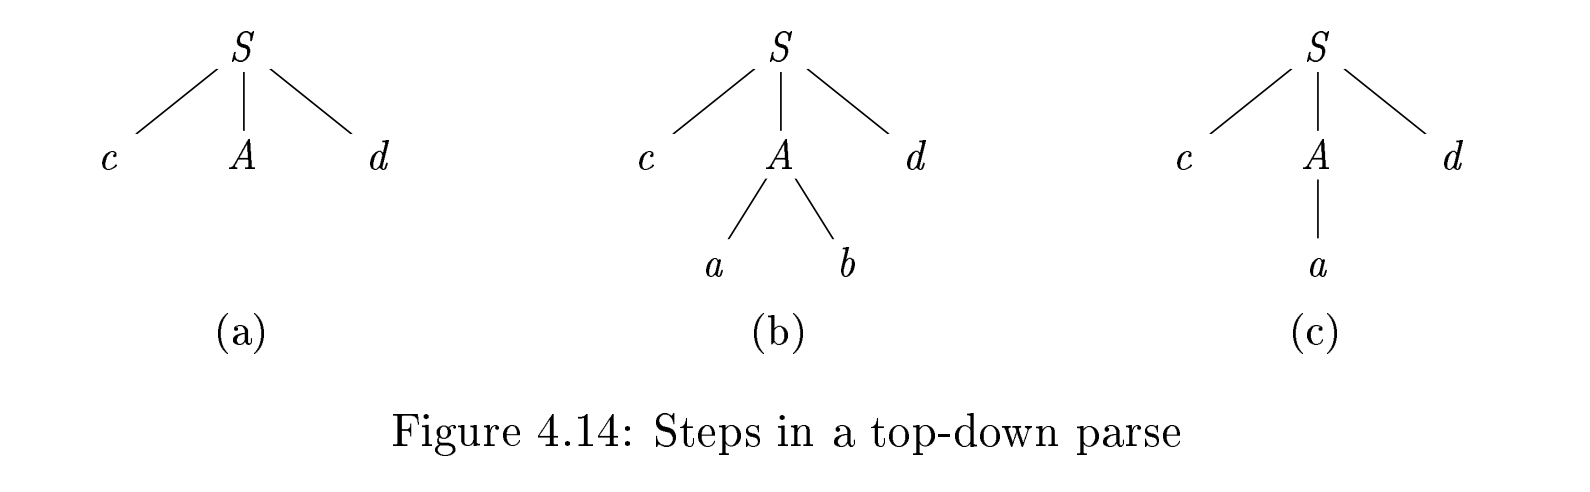 S S S
c A d c A d c A d
a b a
(a) (b) (c)
Figure 4.14: Steps in a top-down parse